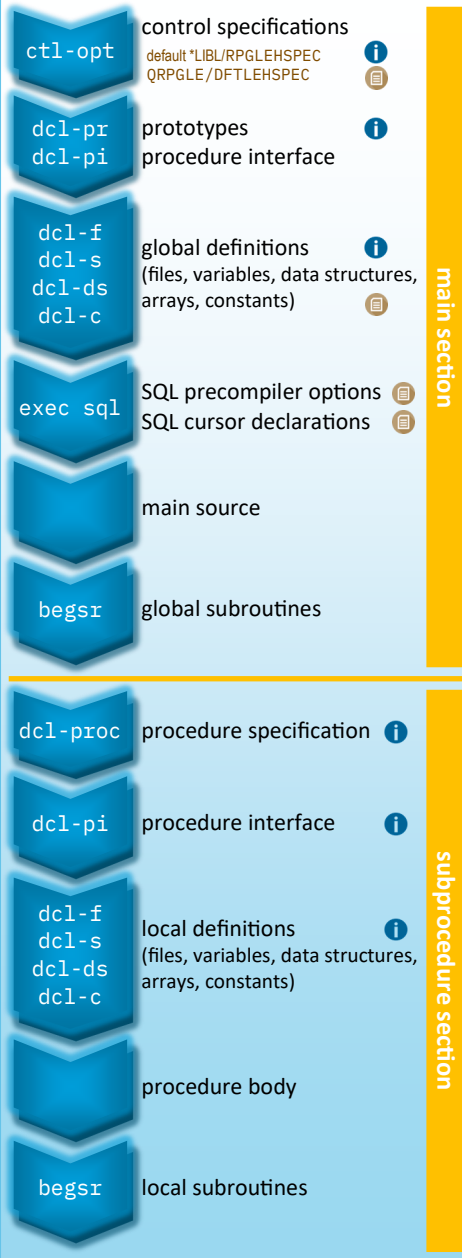 ctl-opt
control specifications
default *LIBL/RPGLEHSPEC
QRPGLE/DFTLEHSPEC
dcl-pr
dcl-pi
prototypes
procedure interface
dcl-f
dcl-s
dcl-ds
dcl-c
global definitions
(files, variables, data structures,
arrays, constants)
exec sql
SQL precompiler options
SQL cursor declarations
main source
begsr
global subroutines
main section
dcl-proc
procedure specification
dcl-pi
procedure interface
dcl-f
dcl-s
dcl-ds
dcl-c
local definitions
(files, variables, data structures,
arrays, constants)
procedure body
begsr
local subroutines
subprocedure section